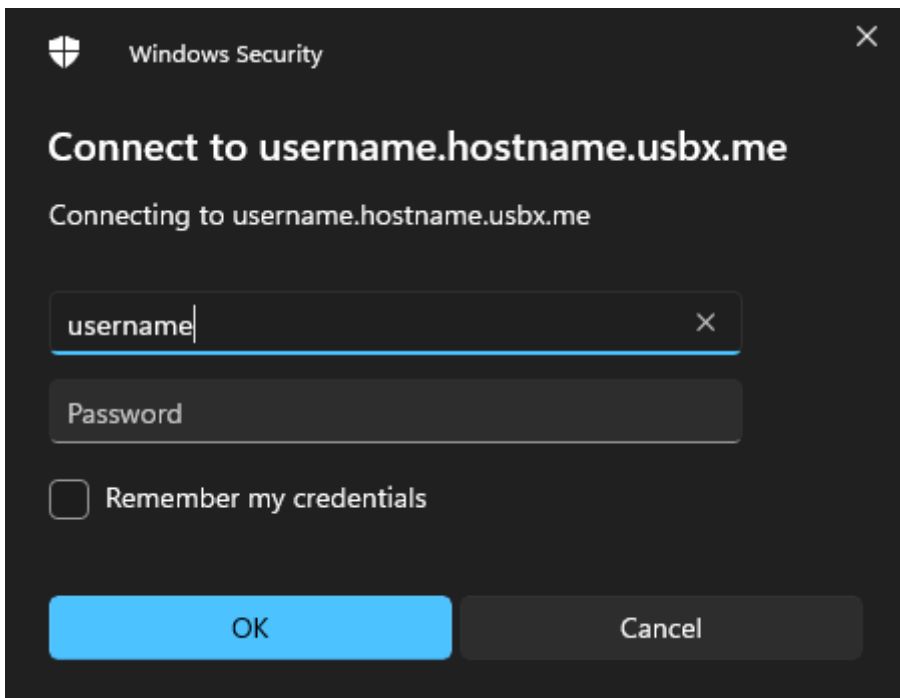 Windows Security
Connect to username.hostname.usbx.me
Connecting to username.hostname.usbx.me
username
Password
Remember my credentials
OK Cancel